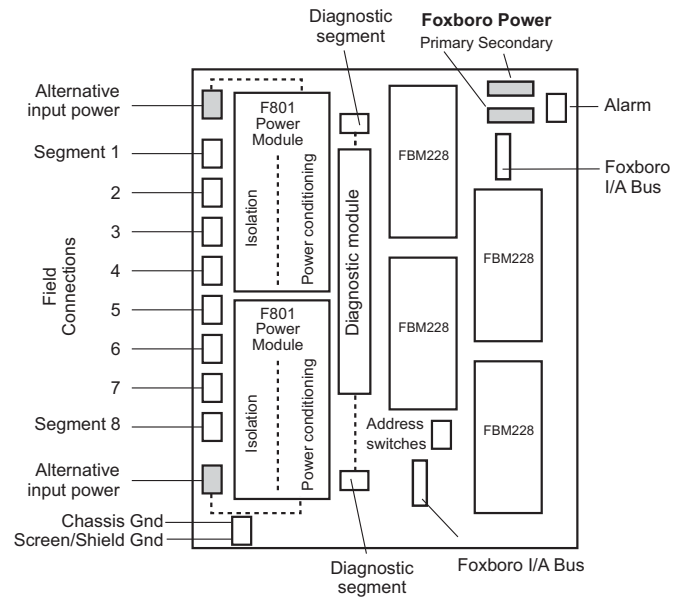 Diagnostic
segment
Foxboro Power
Primary Secondary
Alternative
input power
Alarm
F801
Power
Module
Isolation
Power conditioning
Diagnostic module
FBM228
Segment 1
Foxboro
I/A Bus
2
3
4
5
6
7
Segment 8
Field
Connections
FBM228
FBM228
F801
Power
Module
Isolation
Power conditioning
Address
switches
FBM228
Alternative
input power
Chassis Gnd
Screen/Shield Gnd
Diagnostic
segment
Foxboro I/A Bus